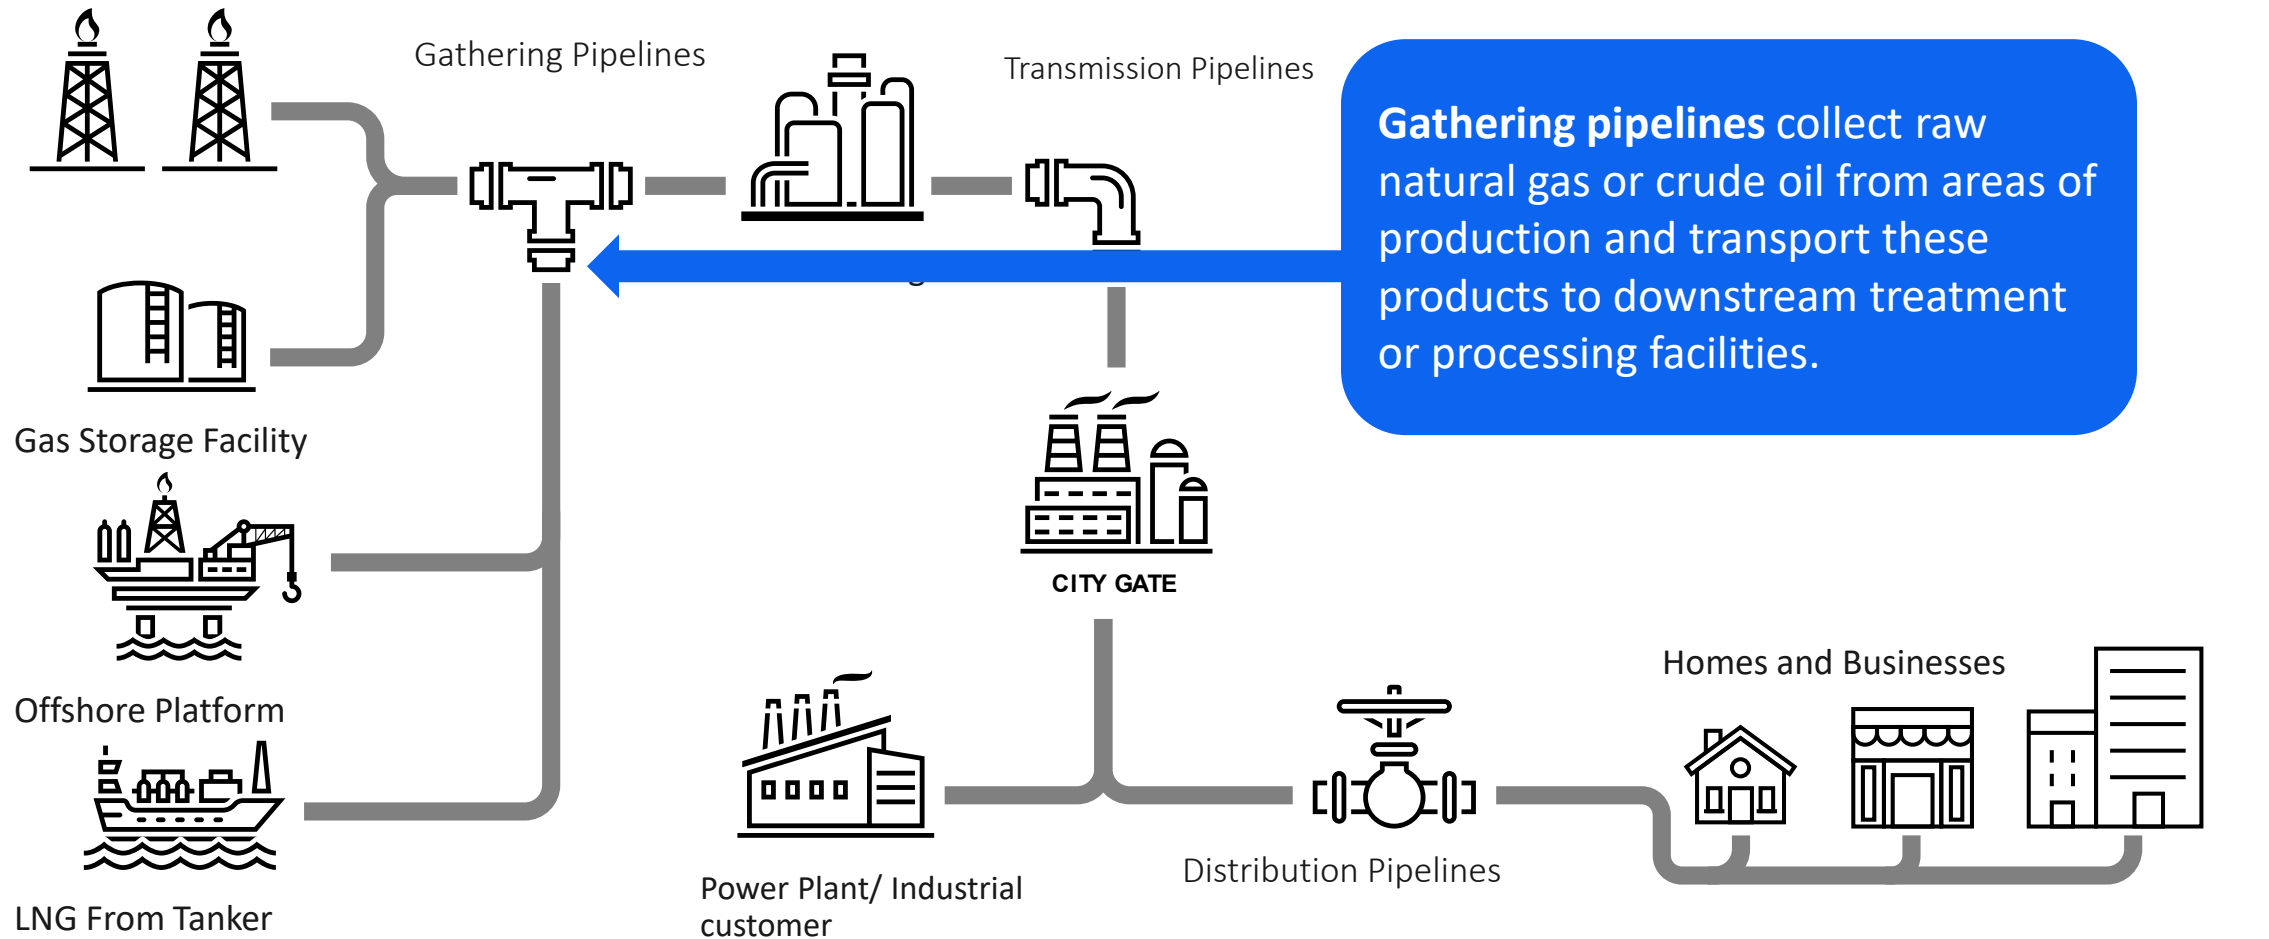 Gathering Pipelines
Transmission Pipelines
Gathering pipelines collect raw
natural gas or crude oil from areas of
production and transport these
products to downstream treatment
or processing facilities.
Gas Storage Facility
CITY GATE
Offshore Platform
Homes and Businesses
Distribution Pipelines
Power Plant/ Industrial
customer
LNG From Tanker